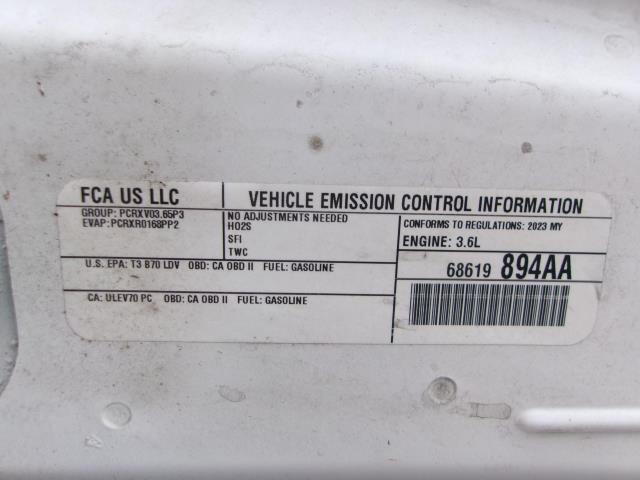 FCA US LLC
VEHICLE EMISSION CONTROL INFORMATION
GROUP: PCRXV03.65P3
EVAP: PCRXR0168PP2
NO ADJUSTMENTS NEEDED
HO2S
SFI
TWC
CONFORMS TO REGULATIONS: 2023 MY
ENGINE: 3.6L
U.S. EPA: T3 B70 LDV OBD: CA OBD II FUEL: GASOLINE
68619 894AA
CA: ULEV70 PC OBD: CA OBD II FUEL: GASOLINE